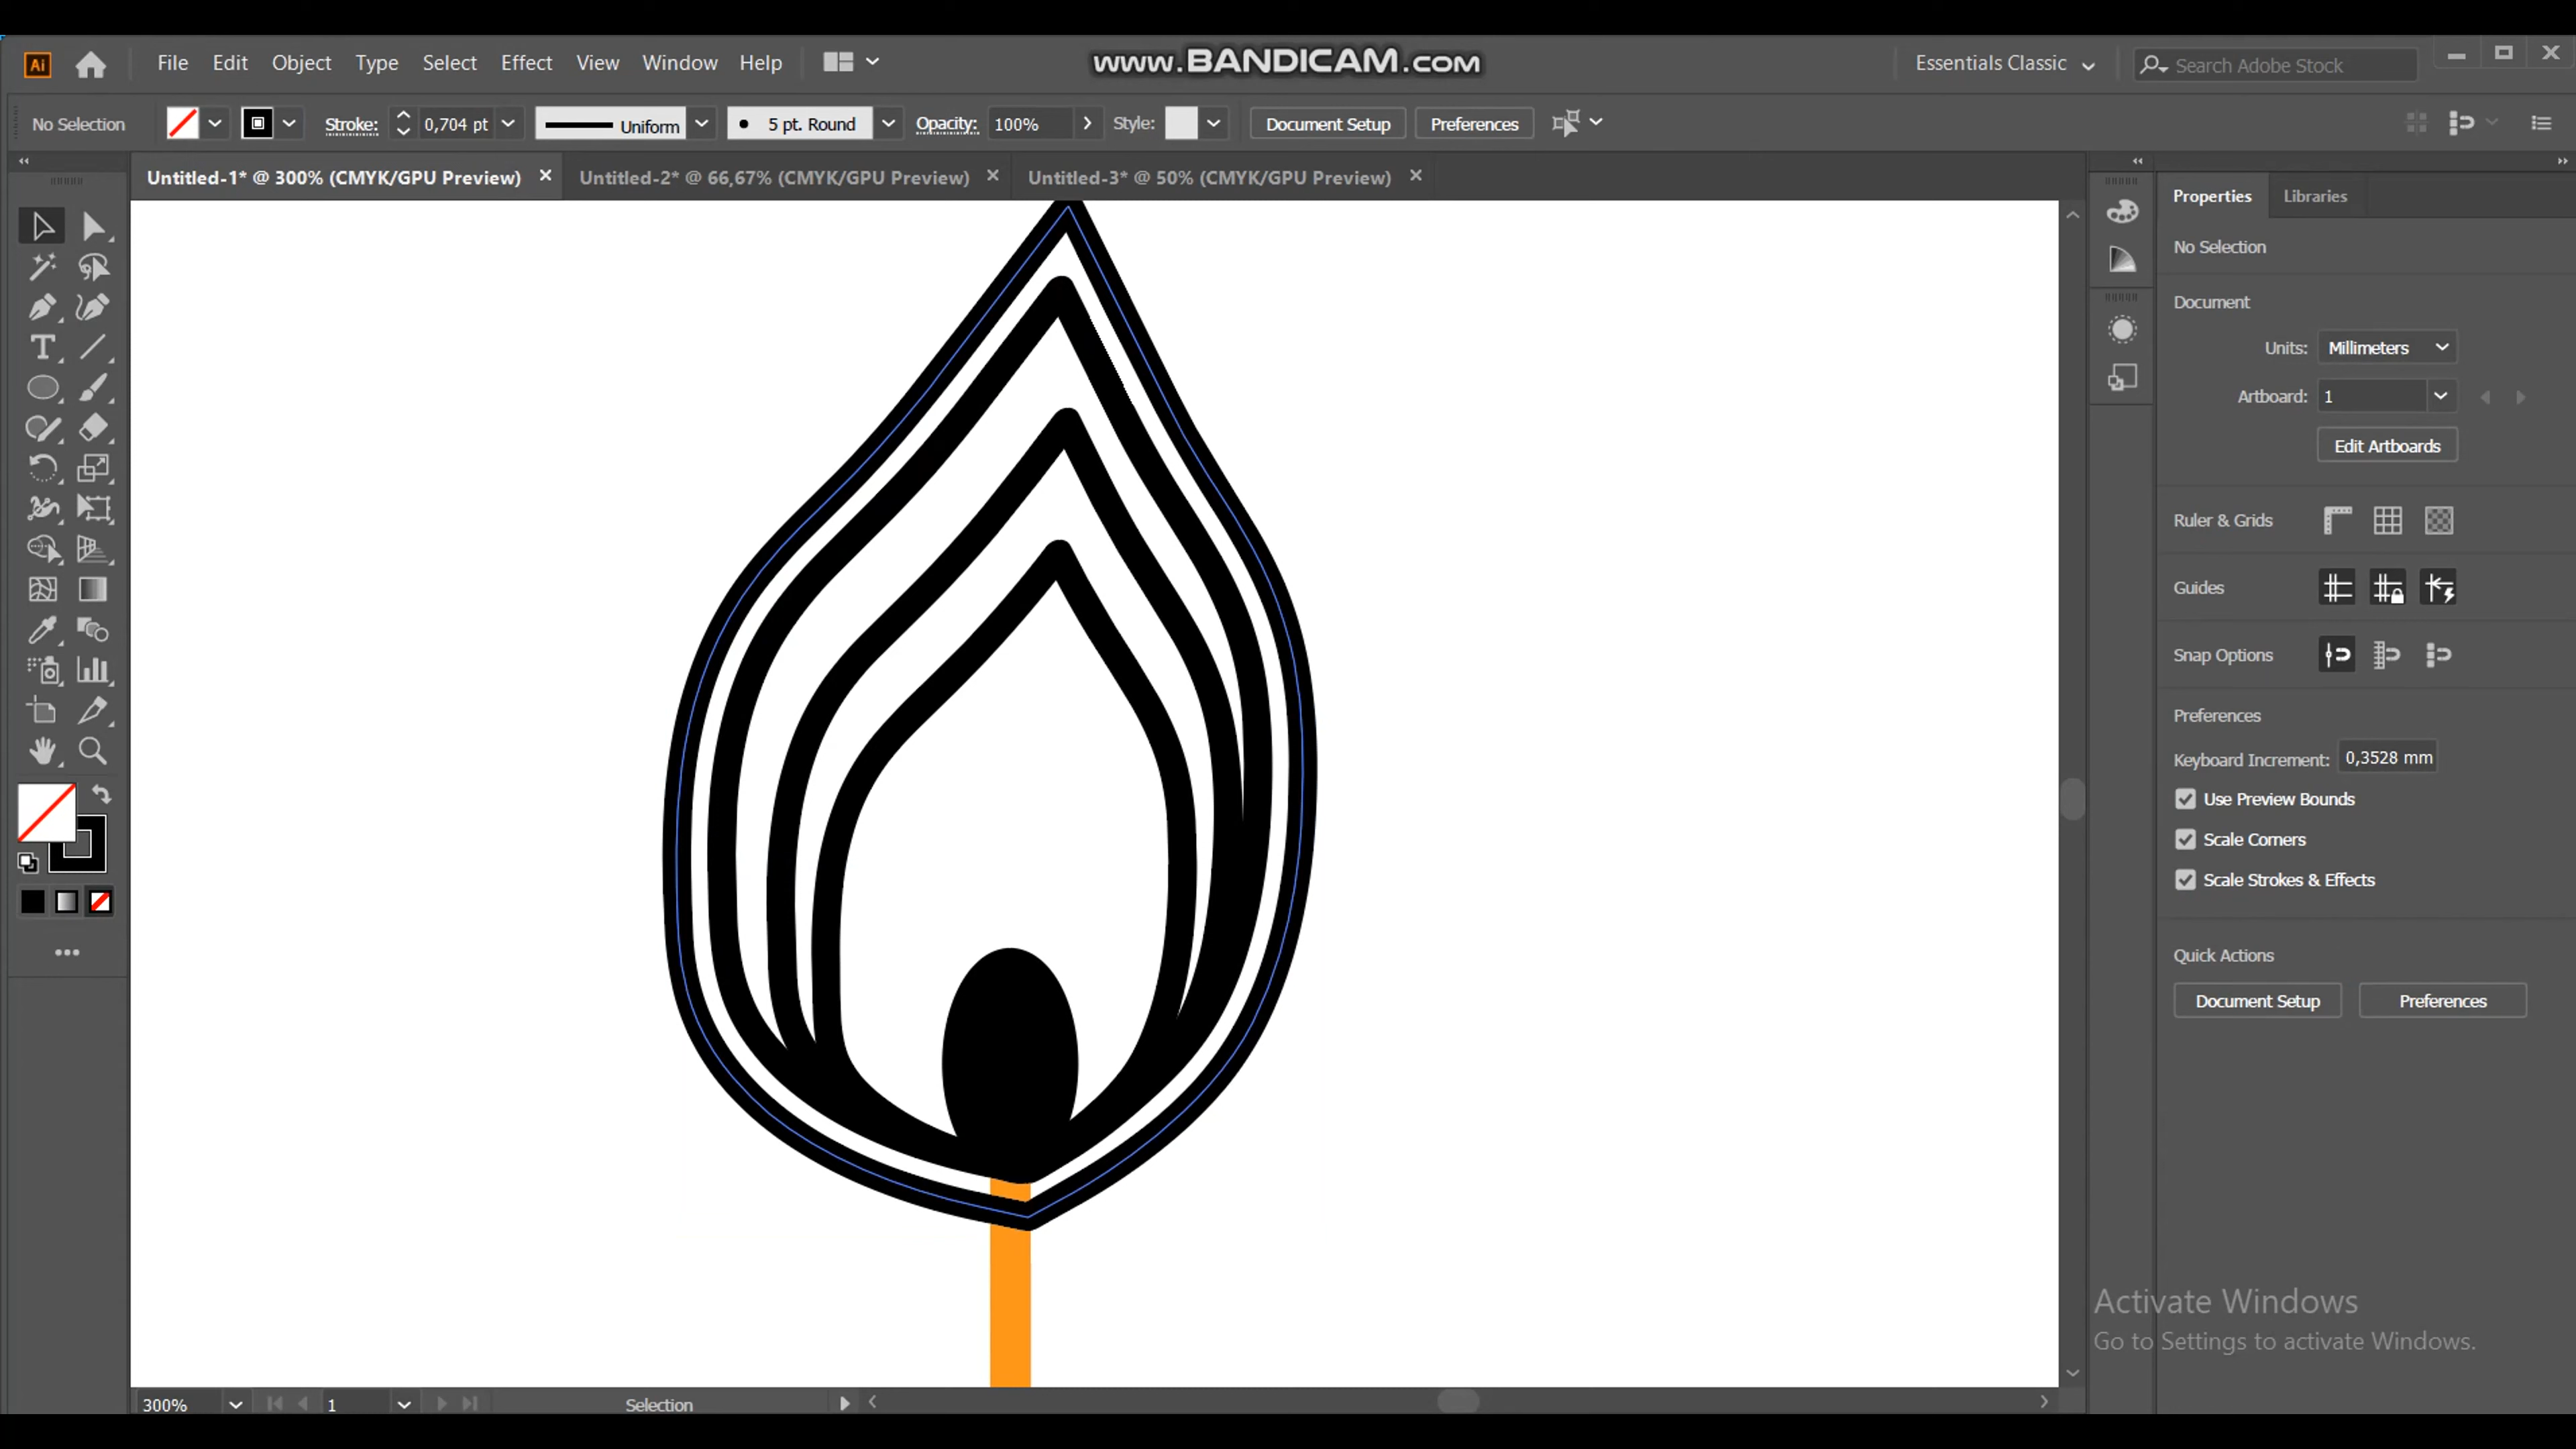 Ai File Edit Object Type Select Effect View Window Help www.BANDICAM.com Essentials Classic Search Adobe Stock
No Selection Stroke: 0,704 pt Uniform 5 pt. Round Opacity: 100% Style: Document Setup Preferences
Untitled-1* @ 300% (CMYK/GPU Preview) Untitled-2* @ 66,67% (CMYK/GPU Preview) Untitled-3* @ 50% (CMYK/GPU Preview)
Properties Libraries
No Selection
Document
Units: Millimeters
Artboard: 1
Edit Artboards
Ruler & Grids
Guides
Snap Options
Preferences
Keyboard Increment: 0,3528 mm
Use Preview Bounds
Scale Corners
Scale Strokes & Effects
Quick Actions
Document Setup Preferences
Activate Windows
Go to Settings to activate Windows.
300% 1 Selection